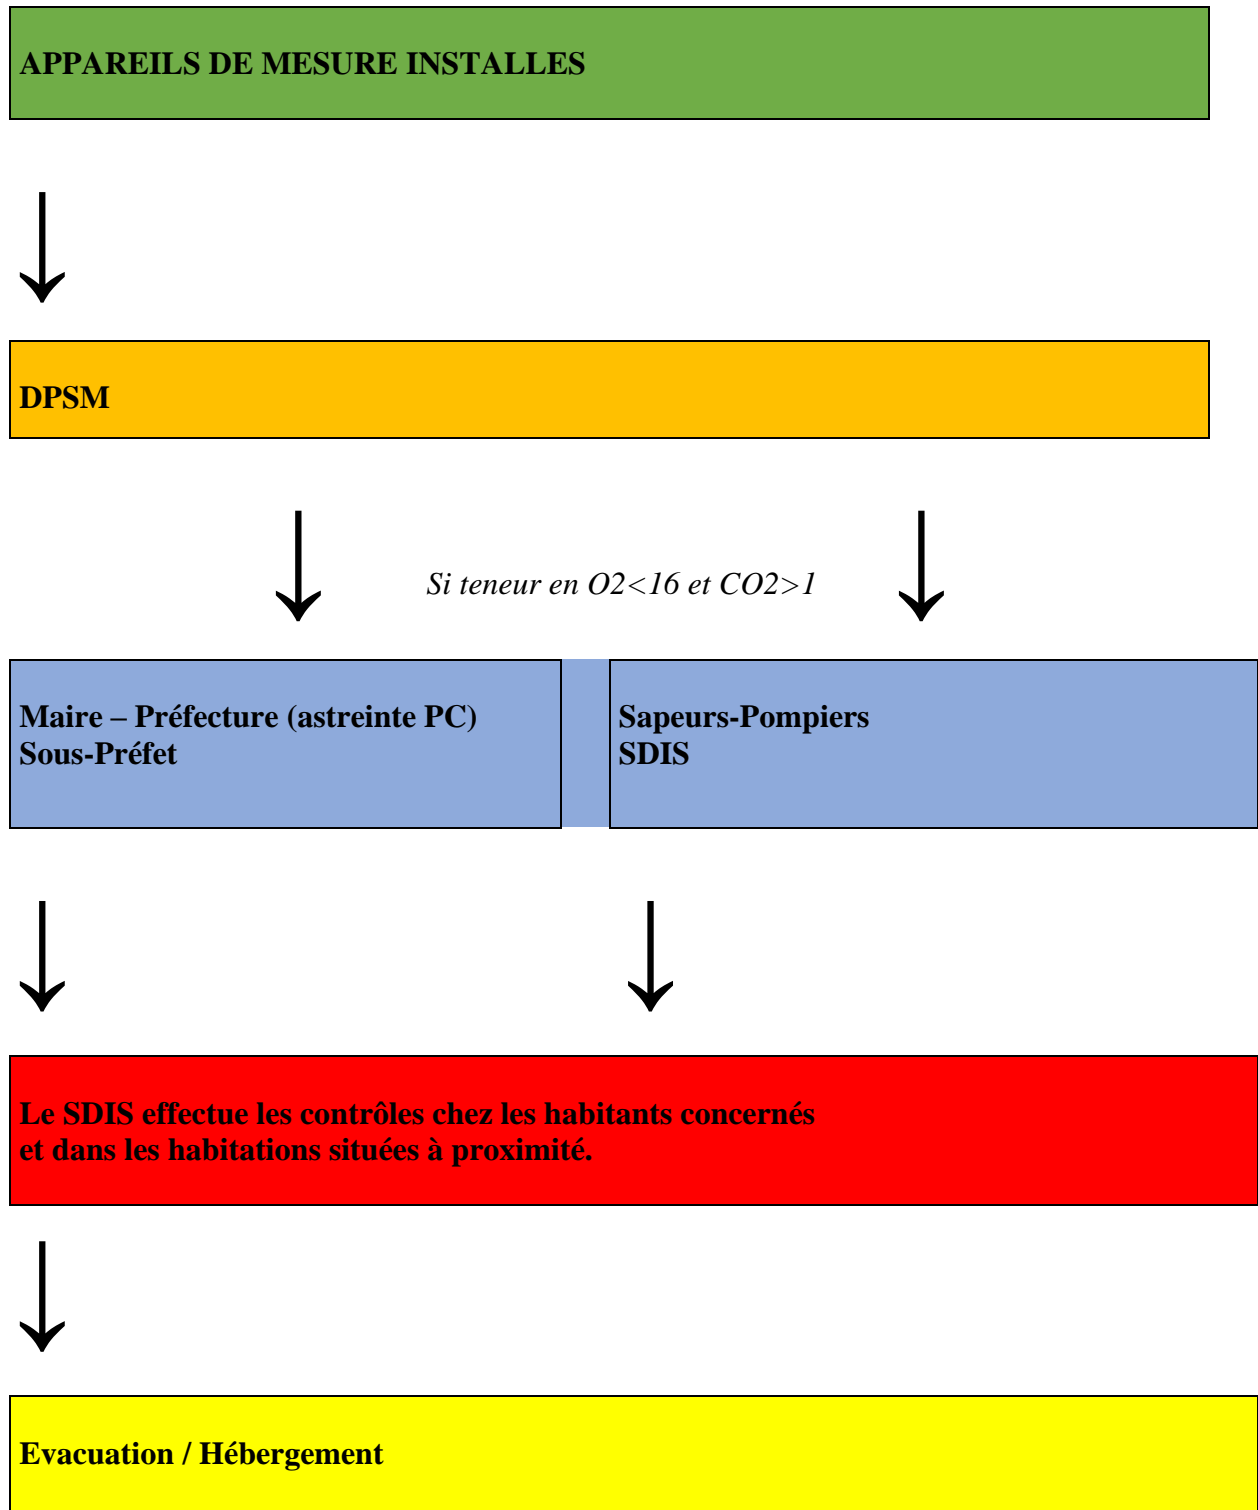 APPAREILS DE MESURE INSTALLES
DPSM
Si teneur en O2<16 et CO2>1
Maire – Préfecture (astreinte PC)
Sous-Préfet
Sapeurs-Pompiers
SDIS
Le SDIS effectue les contrôles chez les habitants concernés
et dans les habitations situées à proximité.
Evacuation / Hébergement